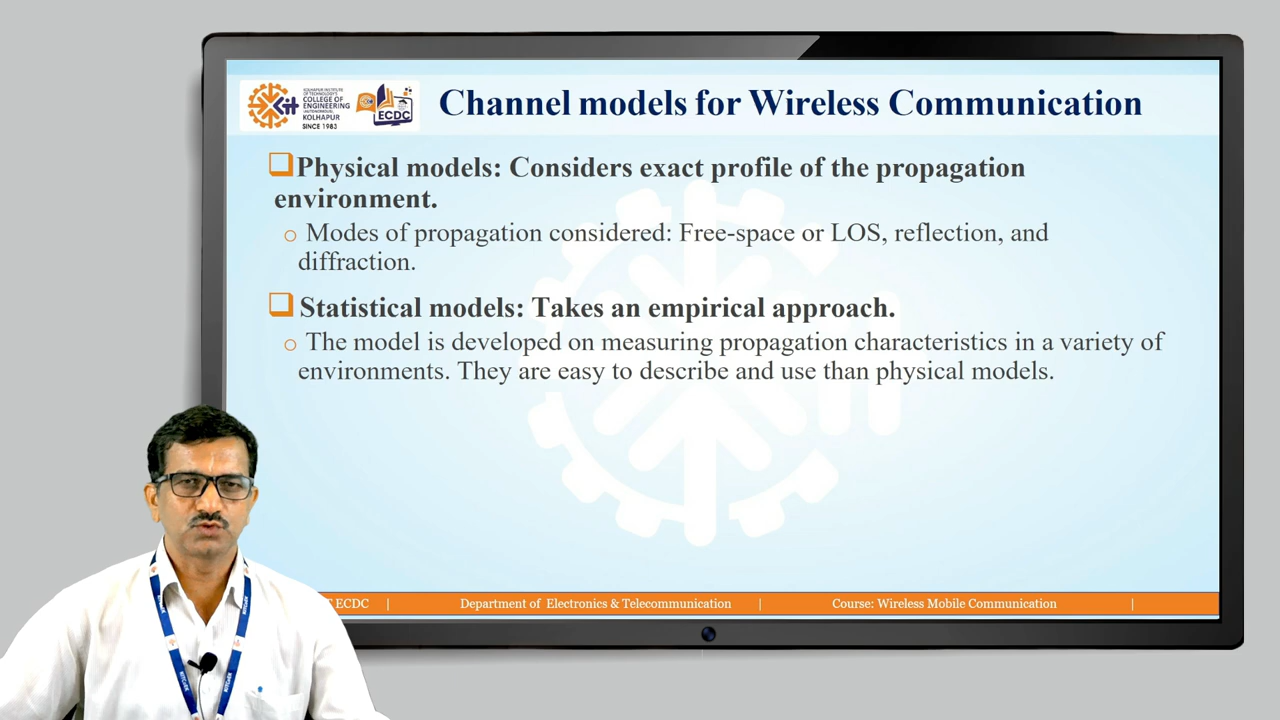 KOLHAPUR INSTITUTE
OF TECHNOLOGY'S
COLLEGE OF
ENGINEERING
(AUTONOMOUS),
KOLHAPUR
SINCE 1983
ECDC
Channel models for Wireless Communication
Physical models: Considers exact profile of the propagation
environment.
Modes of propagation considered: Free-space or LOS, reflection, and
diffraction.
Statistical models: Takes an empirical approach.
The model is developed on measuring propagation characteristics in a variety of
environments. They are easy to describe and use than physical models.
ECDC | Department of Electronics & Telecommunication | Course: Wireless Mobile Communication |